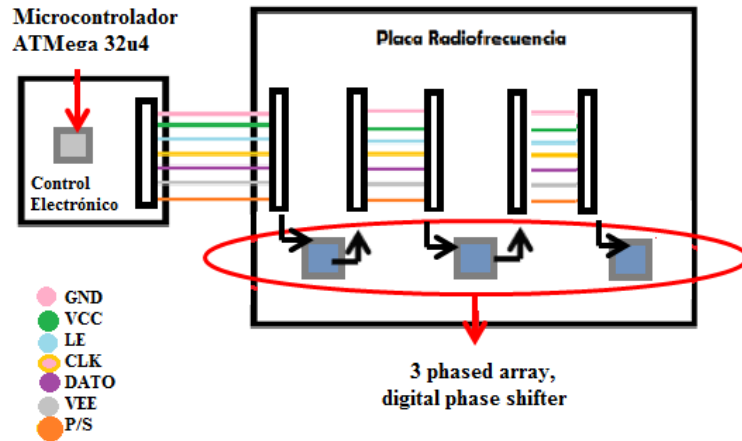 Microcontrolador
ATMega 32u4
Placa Radiofrecuencia
Control
Electrónico
GND
VCC
LE
CLK
DATO
VEE
P/S
3 phased array,
digital phase shifter